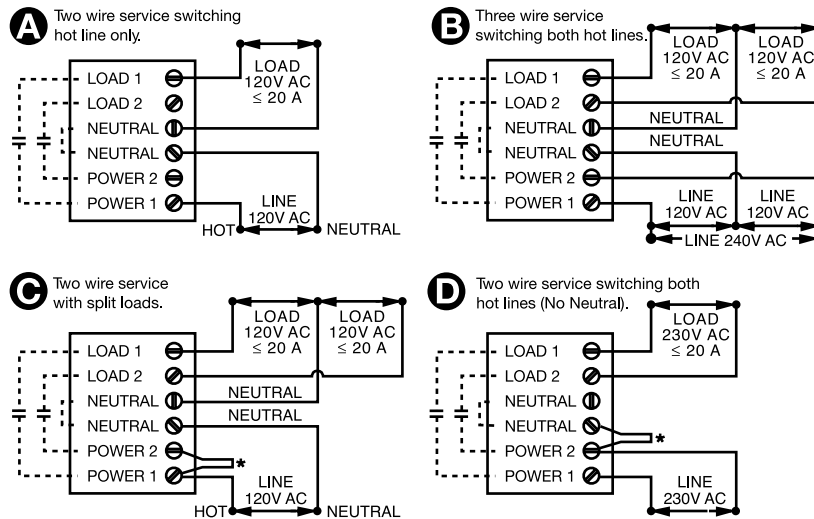 A Two wire service switching
hot line only.
LOAD 1
LOAD 2
NEUTRAL
NEUTRAL
POWER 2
POWER 1
LOAD
120V AC
≤ 20 A
LINE
120V AC
HOT
NEUTRAL
B Three wire service
switching both hot lines.
LOAD 1
LOAD 2
NEUTRAL
NEUTRAL
POWER 2
POWER 1
LOAD
120V AC
≤ 20 A
LOAD
120V AC
≤ 20 A
NEUTRAL
NEUTRAL
LINE
120V AC
LINE
120V AC
LINE 240V AC
C Two wire service
with split loads.
LOAD 1
LOAD 2
NEUTRAL
NEUTRAL
POWER 2
POWER 1
LOAD
120V AC
≤ 20 A
LOAD
120V AC
≤ 20 A
NEUTRAL
NEUTRAL
*
LINE
120V AC
HOT
NEUTRAL
D Two wire service switching both
hot lines (No Neutral).
LOAD 1
LOAD 2
NEUTRAL
NEUTRAL
POWER 2
POWER 1
LOAD
230V AC
≤ 20 A
*
LINE
230V AC